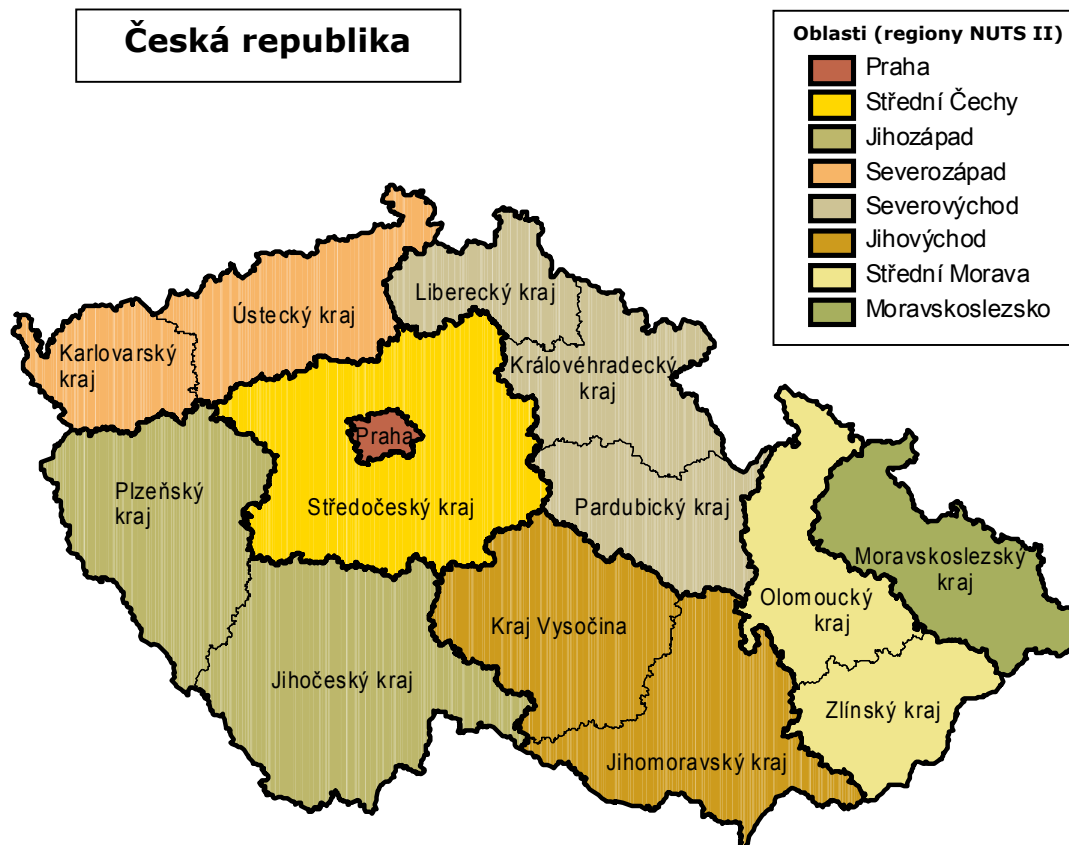 Česká republika
Oblasti (regiony NUTS II)
Praha
Střední Čechy
Jihozápad
Severozápad
Severovýchod
Jihovýchod
Střední Morava
Moravskoslezsko
Liberecký kraj
Ústecký kraj
Karlovarský
kraj
Královéhradecký
kraj
Praha
Plzeňský
kraj
Středočeský kraj
Pardubický kraj
Moravskoslezský
kraj
Olomoucký
kraj
Kraj Vysočina
Jihočeský kraj
Zlínský kraj
Jihomoravský kraj